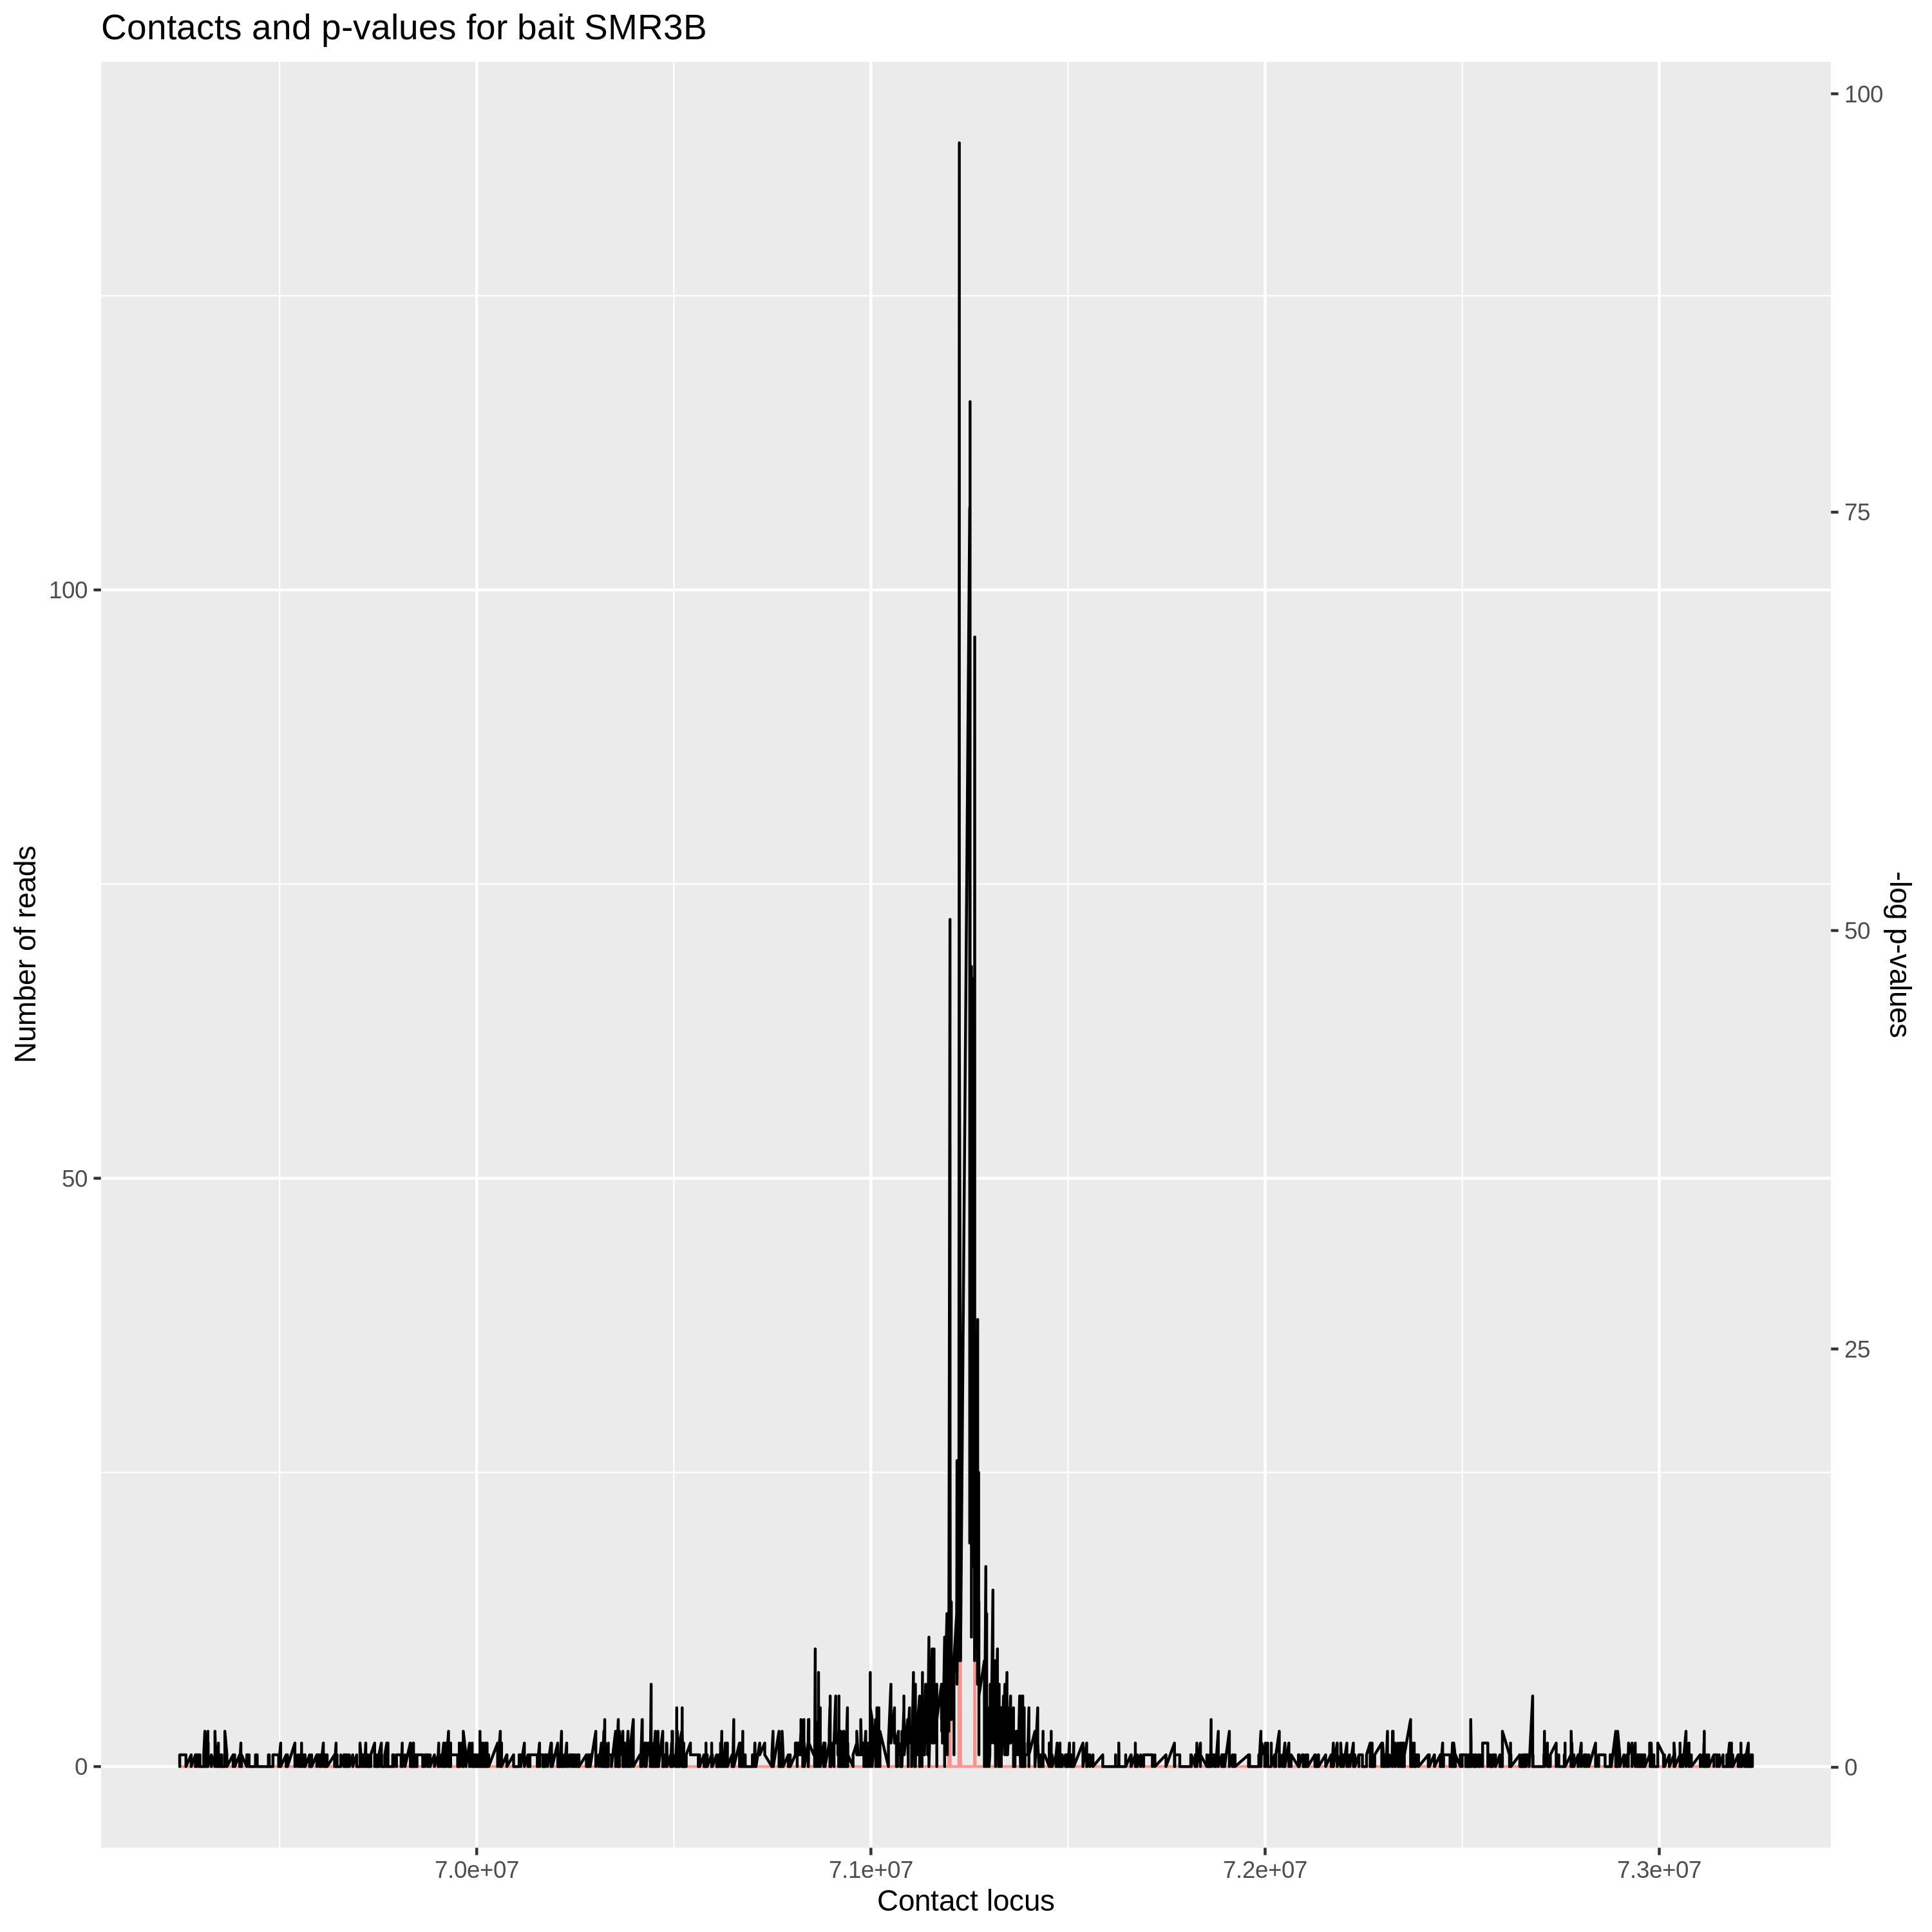 Contacts and p-values for bait SMR3B
100
75
100
50
50
25
0
0
Number of reads
-log p-values
7.0e+07 7.1e+07 7.2e+07 7.3e+07
Contact locus